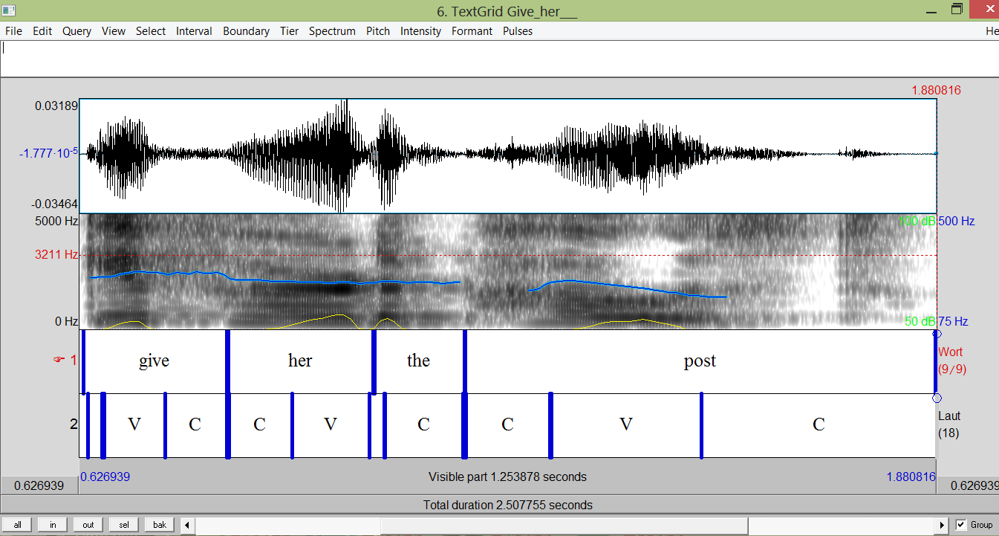 6. TextGrid Give_her___
File Edit Query View Select Interval Boundary Tier Spectrum Pitch Intensity Formant Pulses He
1.880816
0.03189
-1.777·10-5
-0.03464
5000 Hz 100 dB 500 Hz
3211 Hz
0 Hz 50 dB 75 Hz
1 give her the post Wort
(9/9)
2 V C C V C C V C Laut
(18)
0.626939 Visible part 1.253878 seconds 1.880816
0.626939 0.626939
Total duration 2.507755 seconds
all in out sel bak Group